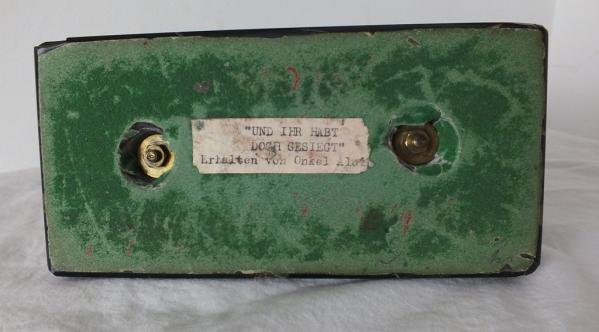 "UND IHR HABT
DOCH GESIEGT"
Erhalten von Onkel